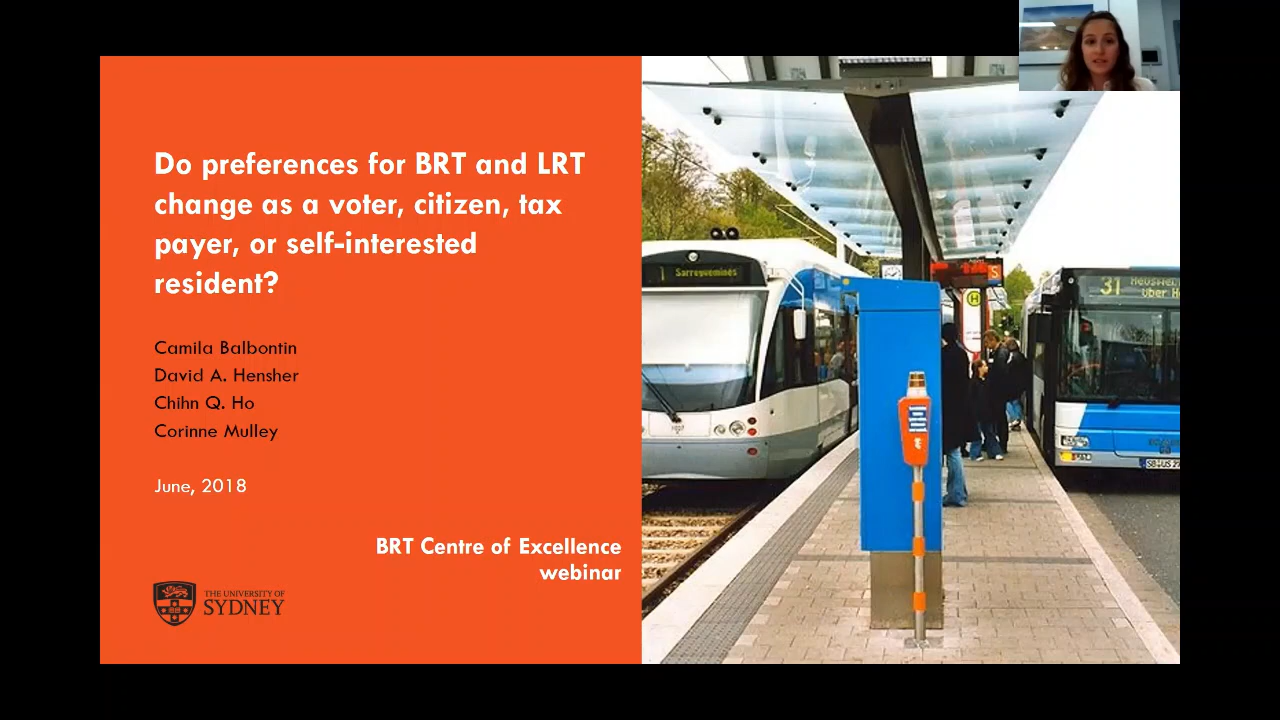 Do preferences for BRT and LRT
change as a voter, citizen, tax
payer, or self-interested
resident?
Camila Balbontin
David A. Hensher
Chihn Q. Ho
Corinne Mulley
June, 2018
BRT Centre of Excellence
webinar
THE UNIVERSITY OF
SYDNEY
1 Sarreguemines
S
H
31